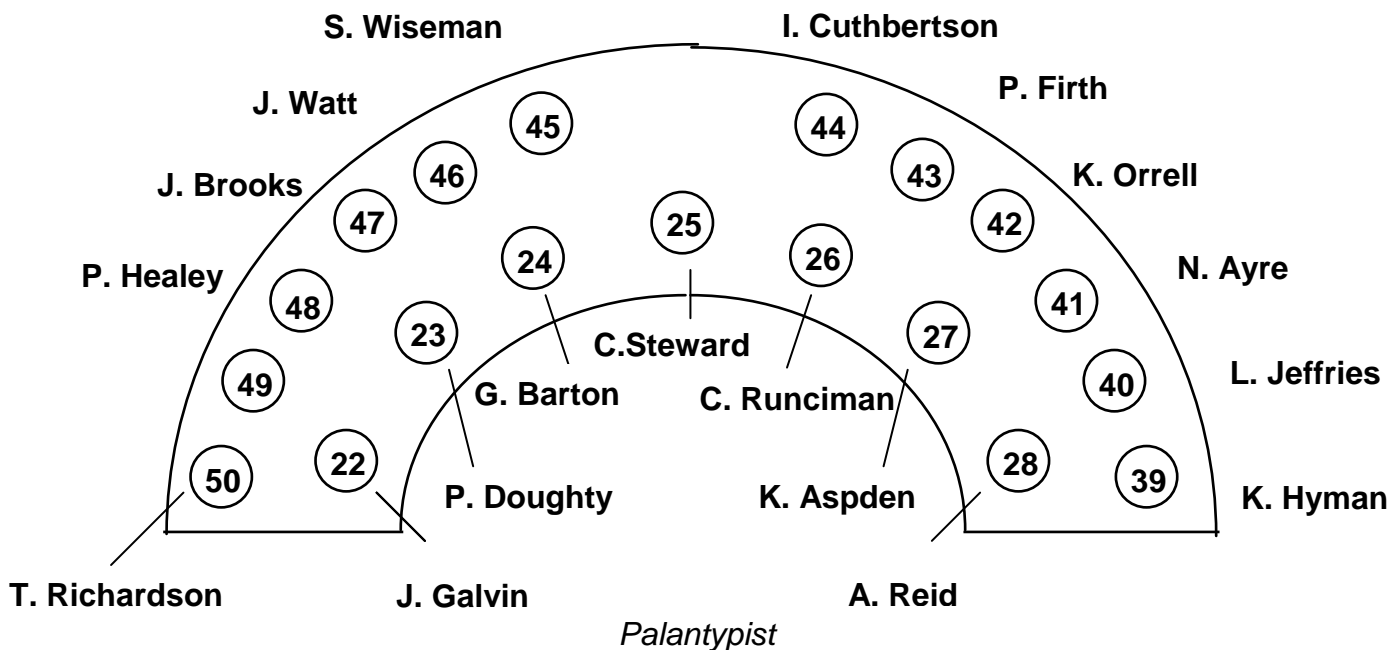 S. Wiseman I. Cuthbertson
J. Watt P. Firth
45 44
46 43
J. Brooks K. Orrell
47 25 42
24 26
P. Healey N. Ayre
48 41
23 C.Steward 27
49 G. Barton C. Runciman 40 L. Jeffries
50 22 28 39
P. Doughty K. Aspden K. Hyman
T. Richardson J. Galvin A. Reid
Palantypist